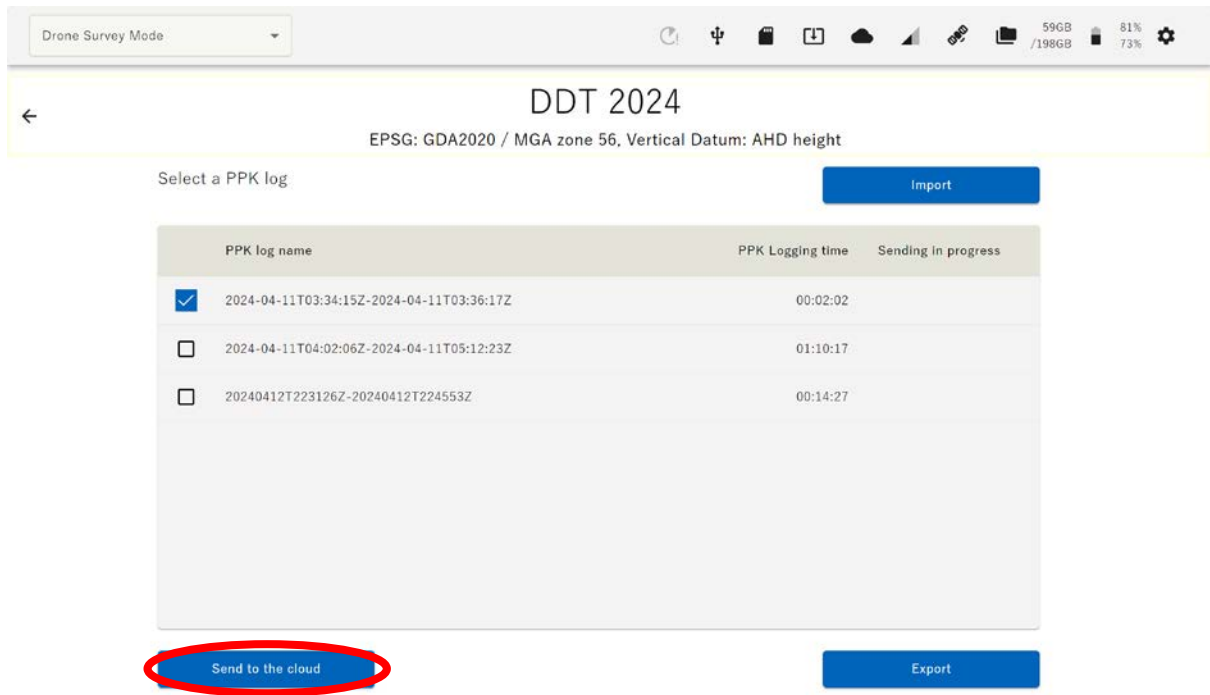 Drone Survey Mode
59GB
/198GB
81%
73%
DDT 2024
EPSG: GDA2020 / MGA zone 56, Vertical Datum: AHD height
Select a PPK log
Import
PPK log name PPK Logging time Sending in progress
2024-04-11T03:34:15Z-2024-04-11T03:36:17Z 00:02:02
2024-04-11T04:02:06Z-2024-04-11T05:12:23Z 01:10:17
20240412T223126Z-20240412T224553Z 00:14:27
Send to the cloud
Export